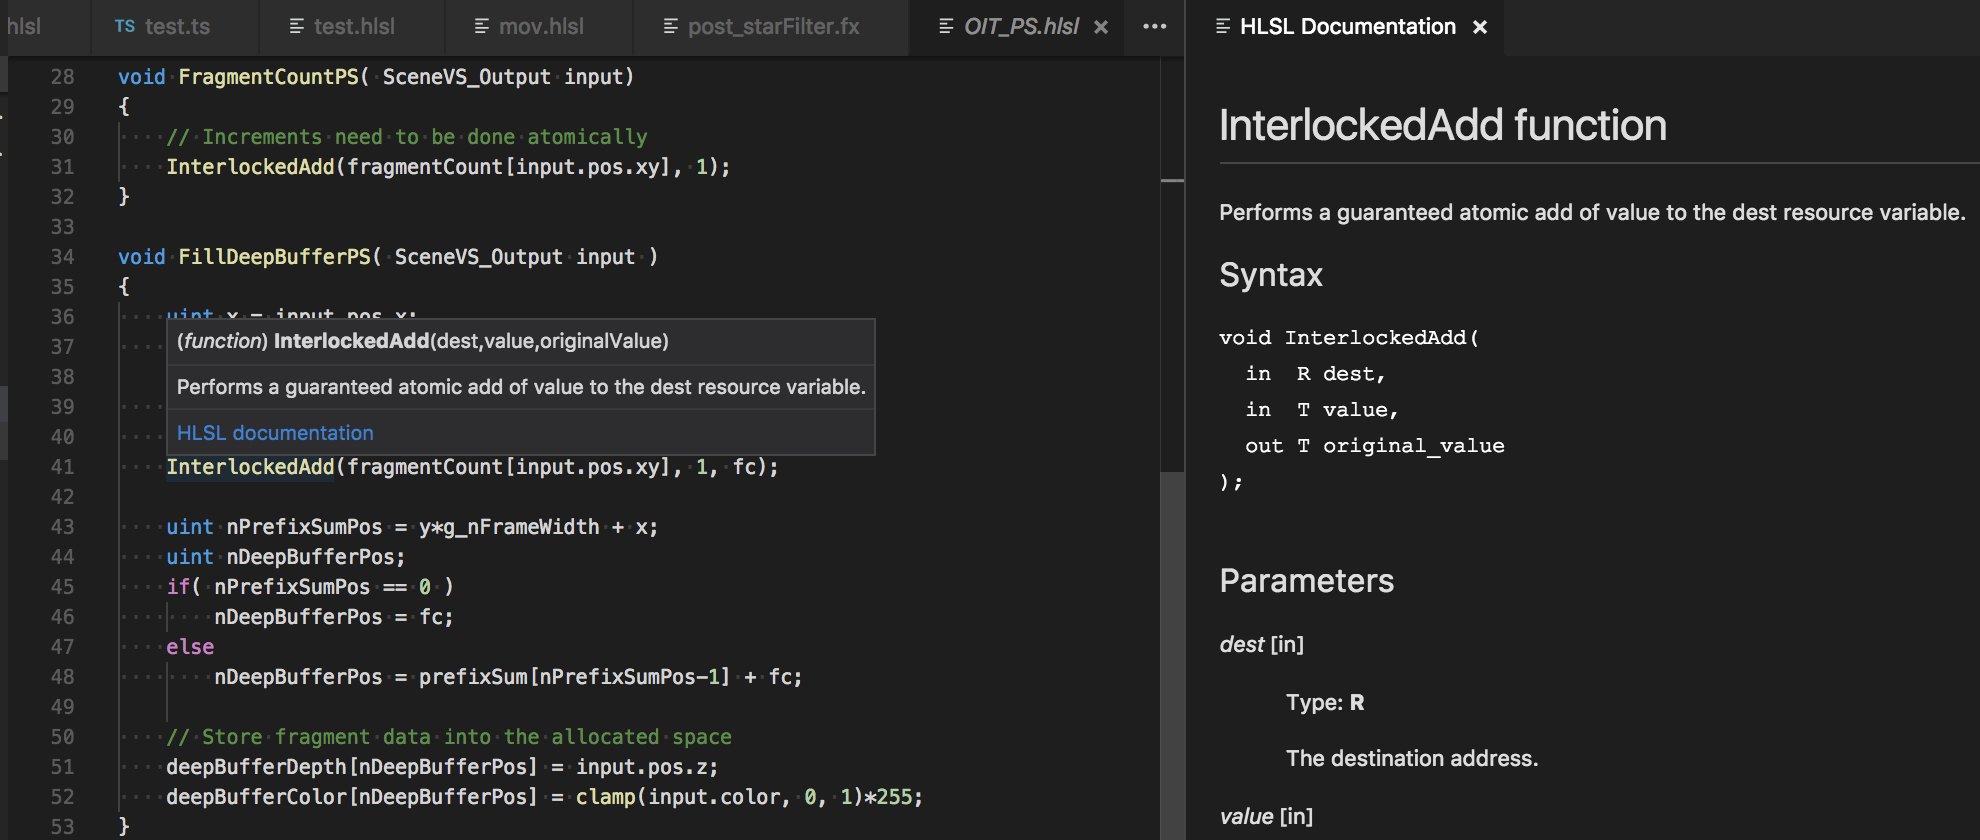 hlsl
TS test.ts
test.hlsl
mov.hlsl
post_starFilter.fx
OIT_PS.hlsl
HLSL Documentation
28 void FragmentCountPS( SceneVS_Output input)
29 {
30 // Increments need to be done atomically
31 InterlockedAdd(fragmentCount[input.pos.xy], 1);
32 }
33
34 void FillDeepBufferPS( SceneVS_Output input )
35 {
36 uint x = input.pos.x;
37
38
39
40
(function) InterlockedAdd(dest,value,originalValue)
Performs a guaranteed atomic add of value to the dest resource variable.
HLSL documentation
41 InterlockedAdd(fragmentCount[input.pos.xy], 1, fc);
42
43 uint nPrefixSumPos = y*g_nFrameWidth + x;
44 uint nDeepBufferPos;
45 if( nPrefixSumPos == 0 )
46 nDeepBufferPos = fc;
47 else
48 nDeepBufferPos = prefixSum[nPrefixSumPos-1] + fc;
49
50 // Store fragment data into the allocated space
51 deepBufferDepth[nDeepBufferPos] = input.pos.z;
52 deepBufferColor[nDeepBufferPos] = clamp(input.color, 0, 1)*255;
53 }
InterlockedAdd function
Performs a guaranteed atomic add of value to the dest resource variable.
Syntax
void InterlockedAdd(
in R dest,
in T value,
out T original_value
);
Parameters
dest [in]
Type: R
The destination address.
value [in]